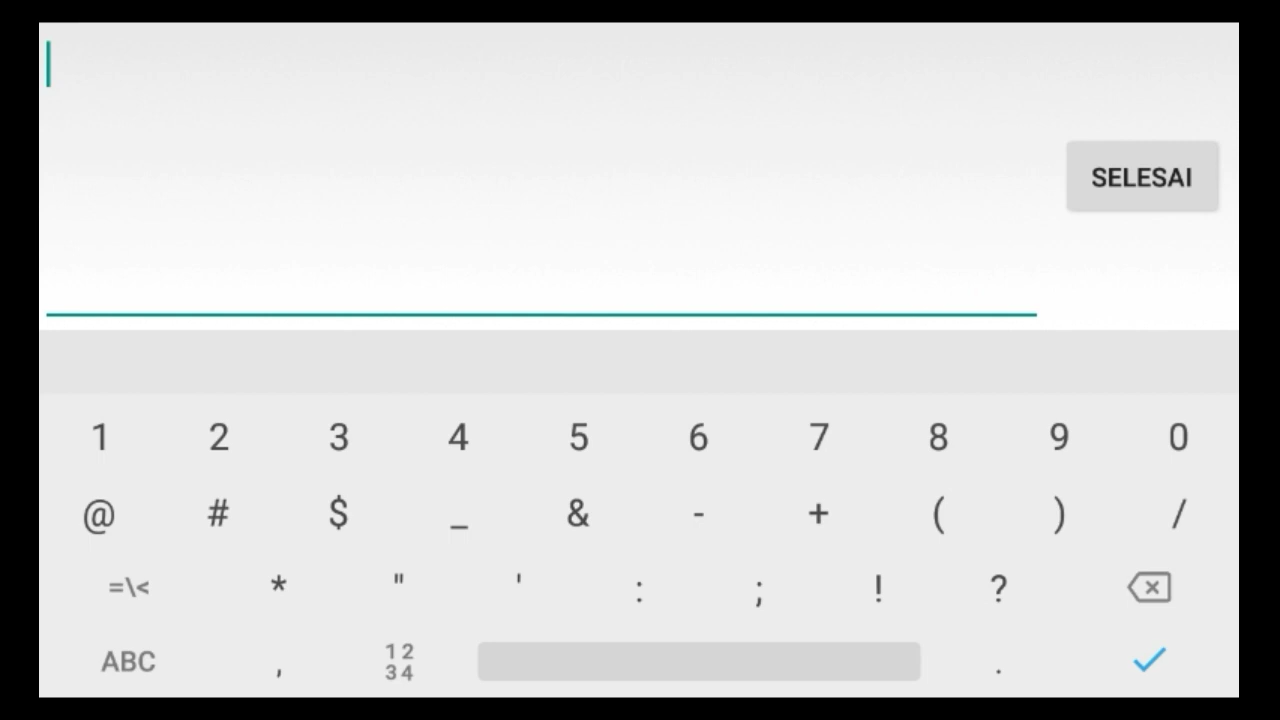 SELESAI
1 2 3 4 5 6 7 8 9 0
@ # $ _ & - + ( ) /
=\< * " ' : ; ! ?
ABC , 1 2 3 4 .